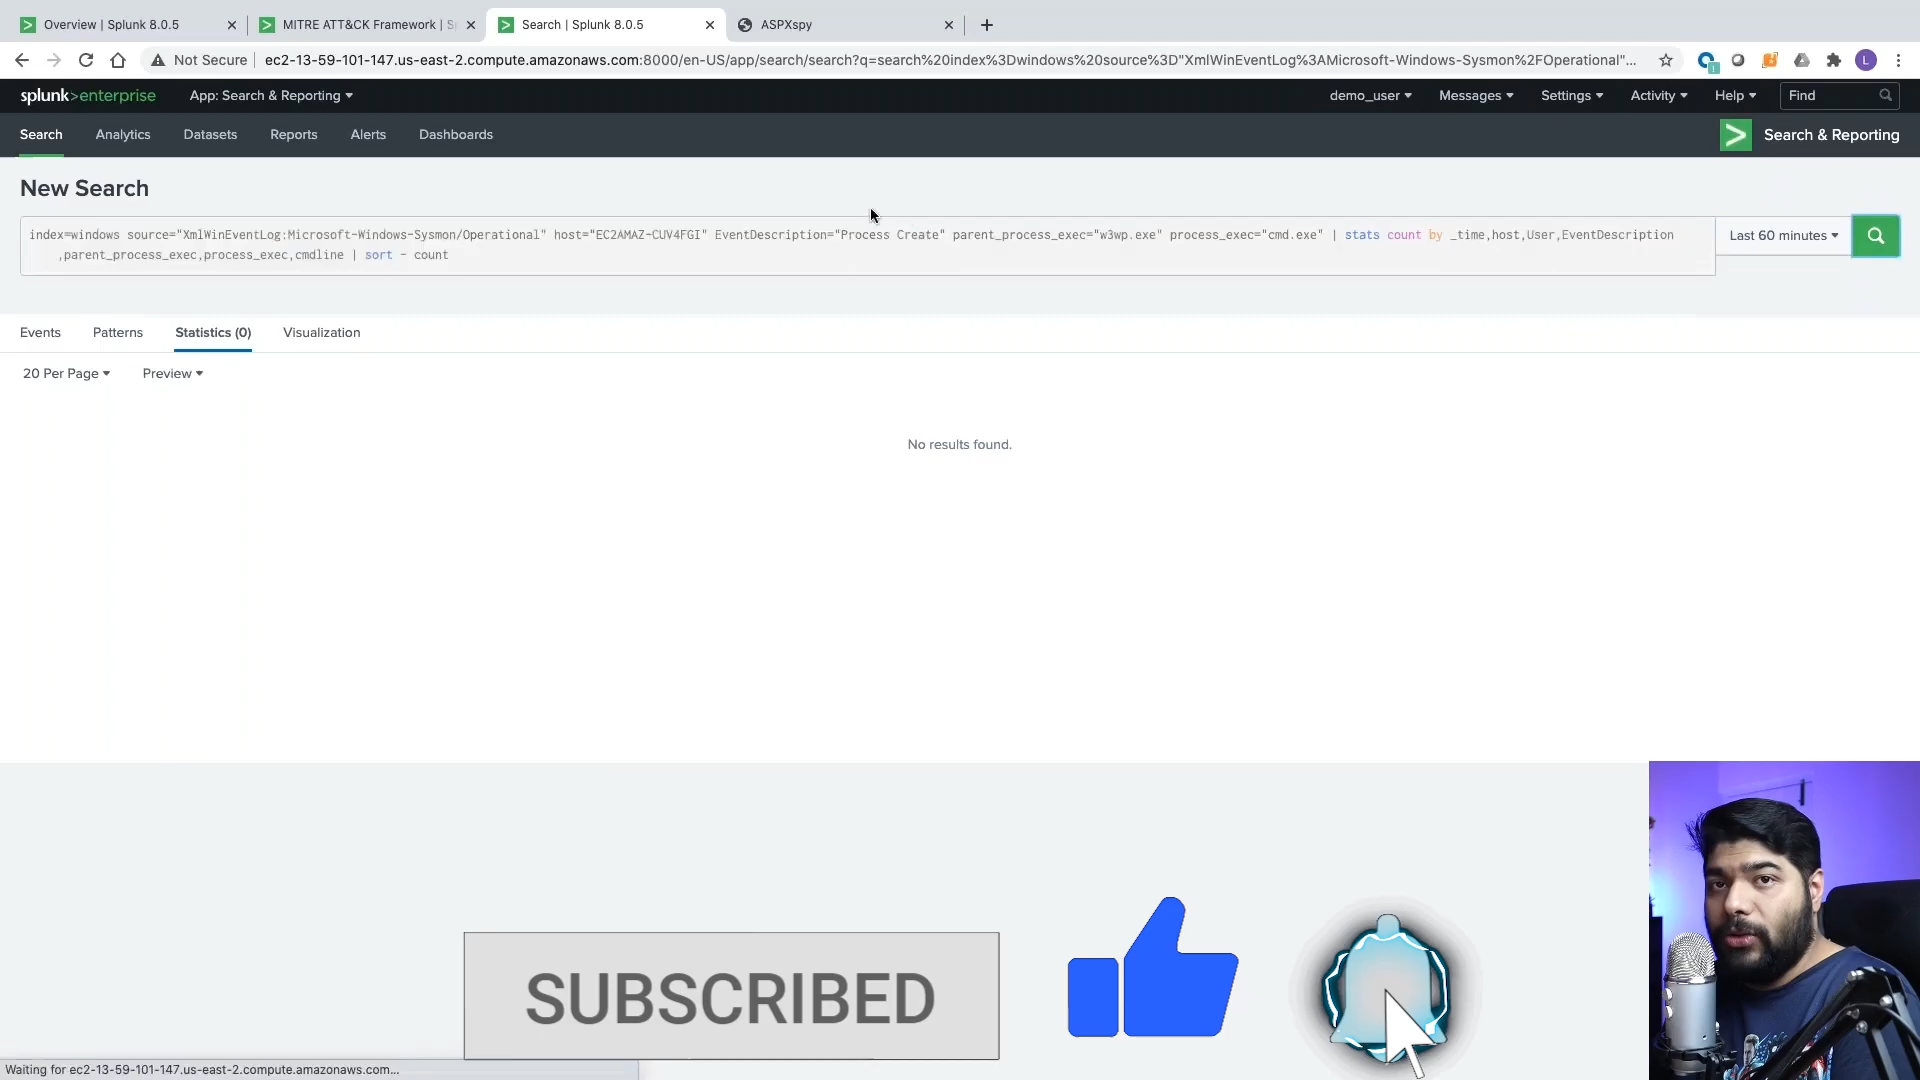 Overview | Splunk 8.0.5
MITRE ATT&CK Framework | S
Search | Splunk 8.0.5
ASPXspy
Not Secure ec2-13-59-101-147.us-east-2.compute.amazonaws.com:8000/en-US/app/search/search?q=search%20index%3Dwindows%20source%3D"XmlWinEventLog%3AMicrosoft-Windows-Sysmon%2FOperational"...
L
splunk>enterprise App: Search & Reporting demo_user Messages Settings Activity Help Find
Search Analytics Datasets Reports Alerts Dashboards > Search & Reporting
New Search
index=windows source="XmlWinEventLog:Microsoft-Windows-Sysmon/Operational" host="EC2AMAZ-CUV4FGI" EventDescription="Process Create" parent_process_exec="w3wp.exe" process_exec="cmd.exe" | stats count by _time,host,User,EventDescription
,parent_process_exec,process_exec,cmdline | sort - count
Last 60 minutes
Events Patterns Statistics (0) Visualization
20 Per Page Preview
No results found.
SUBSCRIBED
Waiting for ec2-13-59-101-147.us-east-2.compute.amazonaws.com...